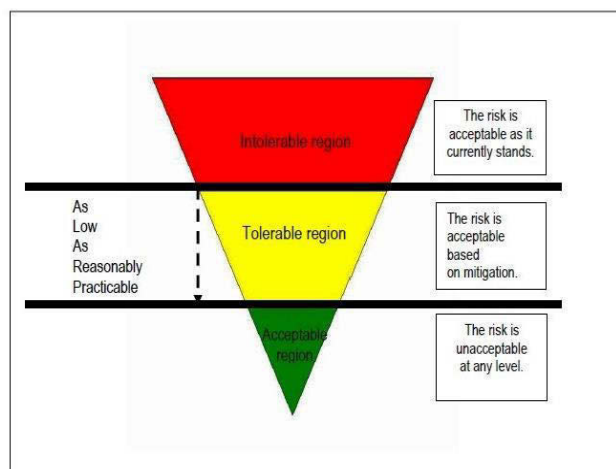 Intolerable region
The risk is
acceptable as it
currently stands.
As
Low
As
Reasonably
Practicable
Tolerable region
The risk is
acceptable
based
on mitigation.
Acceptable
region
The risk is
unacceptable
at any level.